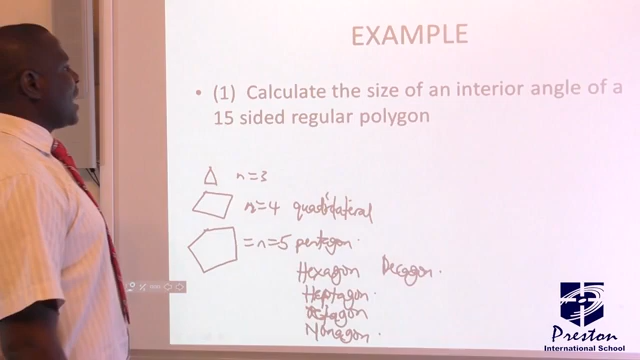 EXAMPLE
• (1) Calculate the size of an interior angle of a
15 sided regular polygon
n=3
n=4 quadrilateral
=n=5 pentagon.
Hexagon Decagon.
Heptagon.
Octagon
Nonagon.
Preston
International School